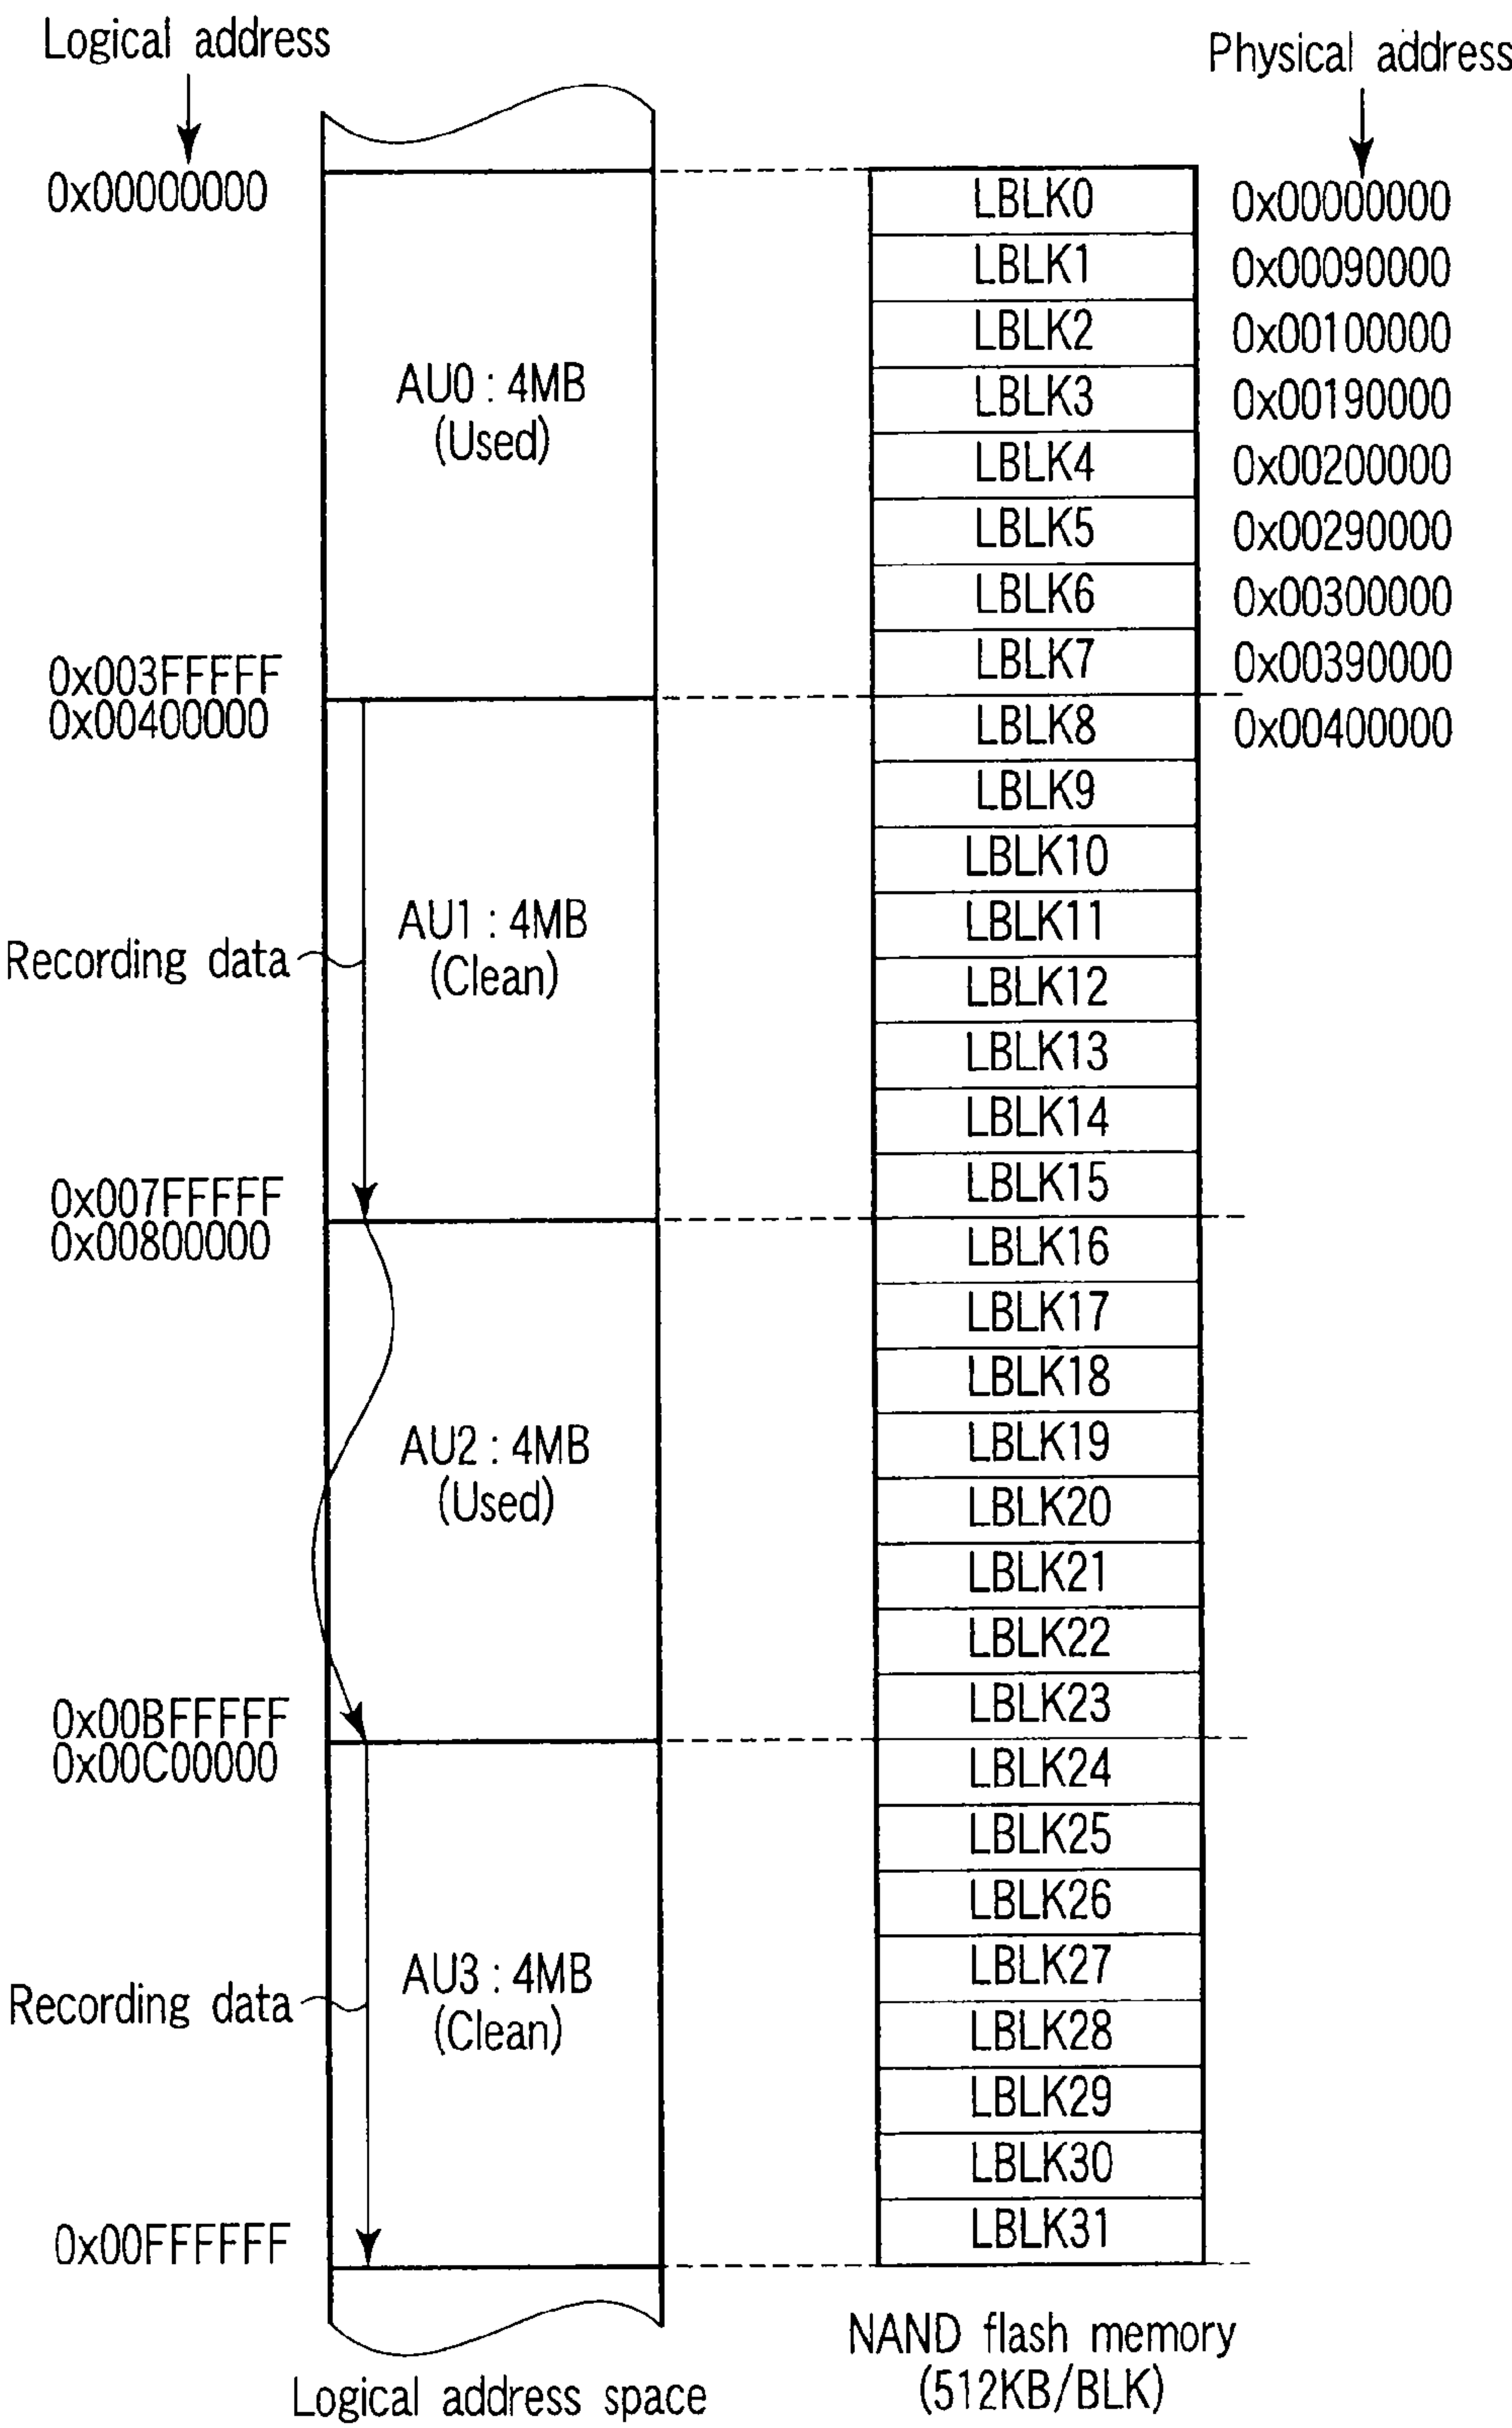 Logical address
Physical address
0x00000000
LBLK0
0x00000000
LBLK1
0x00090000
LBLK2
0x00100000
AU0 : 4MB
(Used)
LBLK3
0x00190000
LBLK4
0x00200000
LBLK5
0x00290000
LBLK6
0x00300000
0x003FFFFF
LBLK7
0x00390000
0x00400000
LBLK8
0x00400000
LBLK9
LBLK10
AU1 : 4MB
(Clean)
LBLK11
Recording data
LBLK12
LBLK13
LBLK14
0x007FFFFF
LBLK15
0x00800000
LBLK16
LBLK17
LBLK18
AU2 : 4MB
(Used)
LBLK19
LBLK20
LBLK21
LBLK22
0x00BFFFFF
LBLK23
0x00C00000
LBLK24
LBLK25
LBLK26
AU3 : 4MB
(Clean)
LBLK27
Recording data
LBLK28
LBLK29
LBLK30
0x00FFFFFF
LBLK31
NAND flash memory
(512KB/BLK)
Logical address space